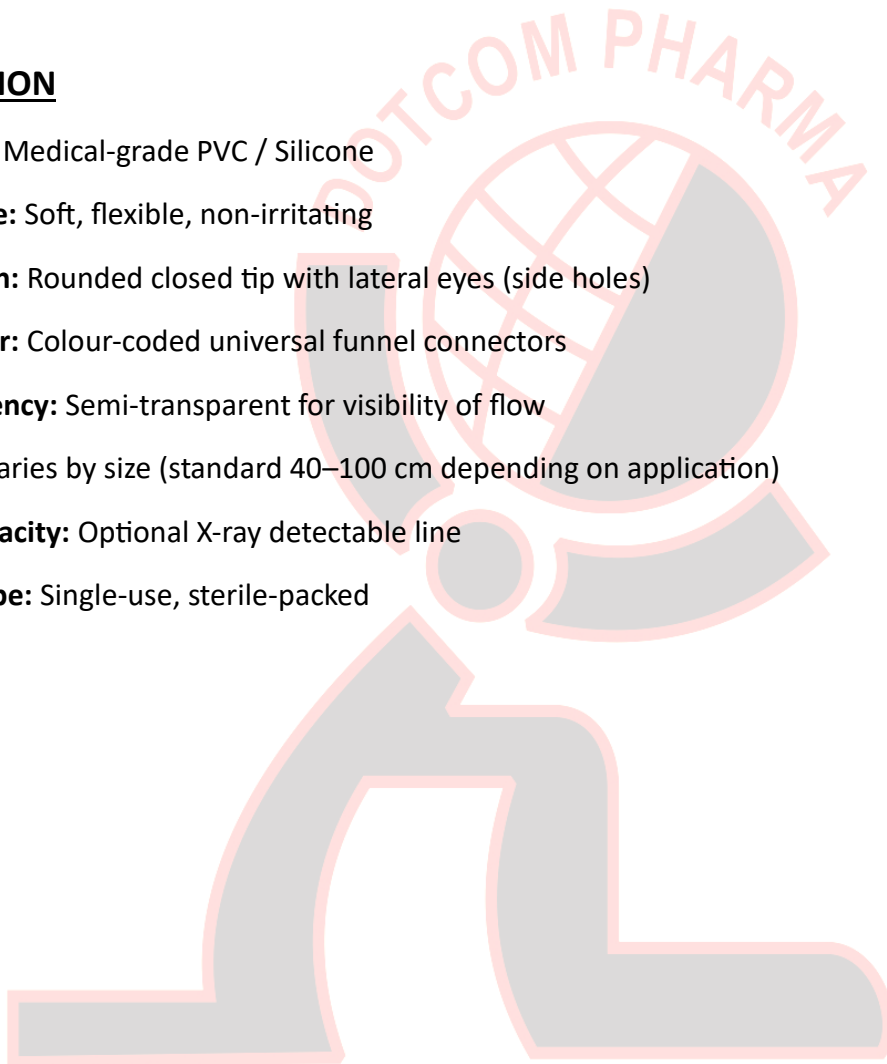 DOTCOM PHARMA
ION
Medical-grade PVC / Silicone
e: Soft, flexible, non-irritating
n: Rounded closed tip with lateral eyes (side holes)
r: Colour-coded universal funnel connectors
ency: Semi-transparent for visibility of flow
aries by size (standard 40–100 cm depending on application)
acity: Optional X-ray detectable line
pe: Single-use, sterile-packed